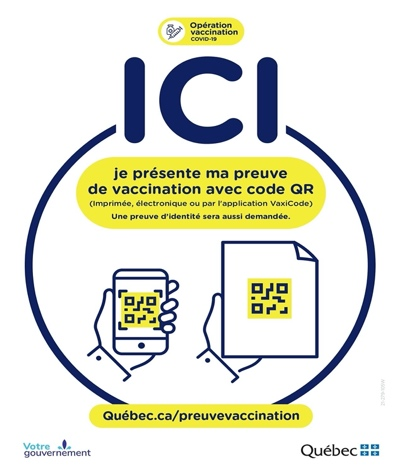 Opération
vaccination
COVID-19
ICI
je présente ma preuve
de vaccination avec code QR
(Imprimée, électronique ou par l'application VaxiCode)
Une preuve d'identité sera aussi demandée.
Québec.ca/preuvevaccination
Votre
gouvernement
Québec